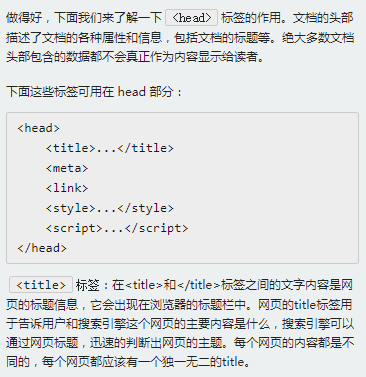 做得好，下面我们来了解一下 <head> 标签的作用。文档的头部
描述了文档的各种属性和信息，包括文档的标题等。绝大多数文档
头部包含的数据都不会真正作为内容显示给读者。
下面这些标签可用在 head 部分：
<head>
    <title>...</title>
    <meta>
    <link>
    <style>...</style>
    <script>...</script>
</head>
<title> 标签：在<title>和</title>标签之间的文字内容是网
页的标题信息，它会出现在浏览器的标题栏中。网页的title标签用
于告诉用户和搜索引擎这个网页的主要内容是什么，搜索引擎可以
通过网页标题，迅速的判断出网页的主题。每个网页的内容都是不
同的，每个网页都应该有一个独一无二的title。